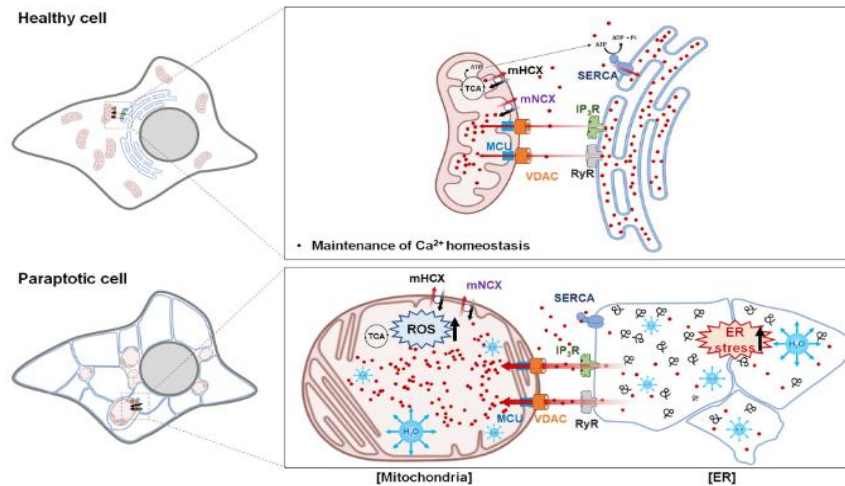 Healthy cell
ATP
ADP + Pi
ATP
mHCX
SERCA
TCA
mNCX
IP3R
MCU
VDAC
RyR
• Maintenance of Ca2+ homeostasis
Paraptotic cell
mHCX
mNCX
SERCA
ROS
TCA
IP3R
ER
stress
H2O
MCU
VDAC
H2O
RyR
[Mitochondria]
[ER]